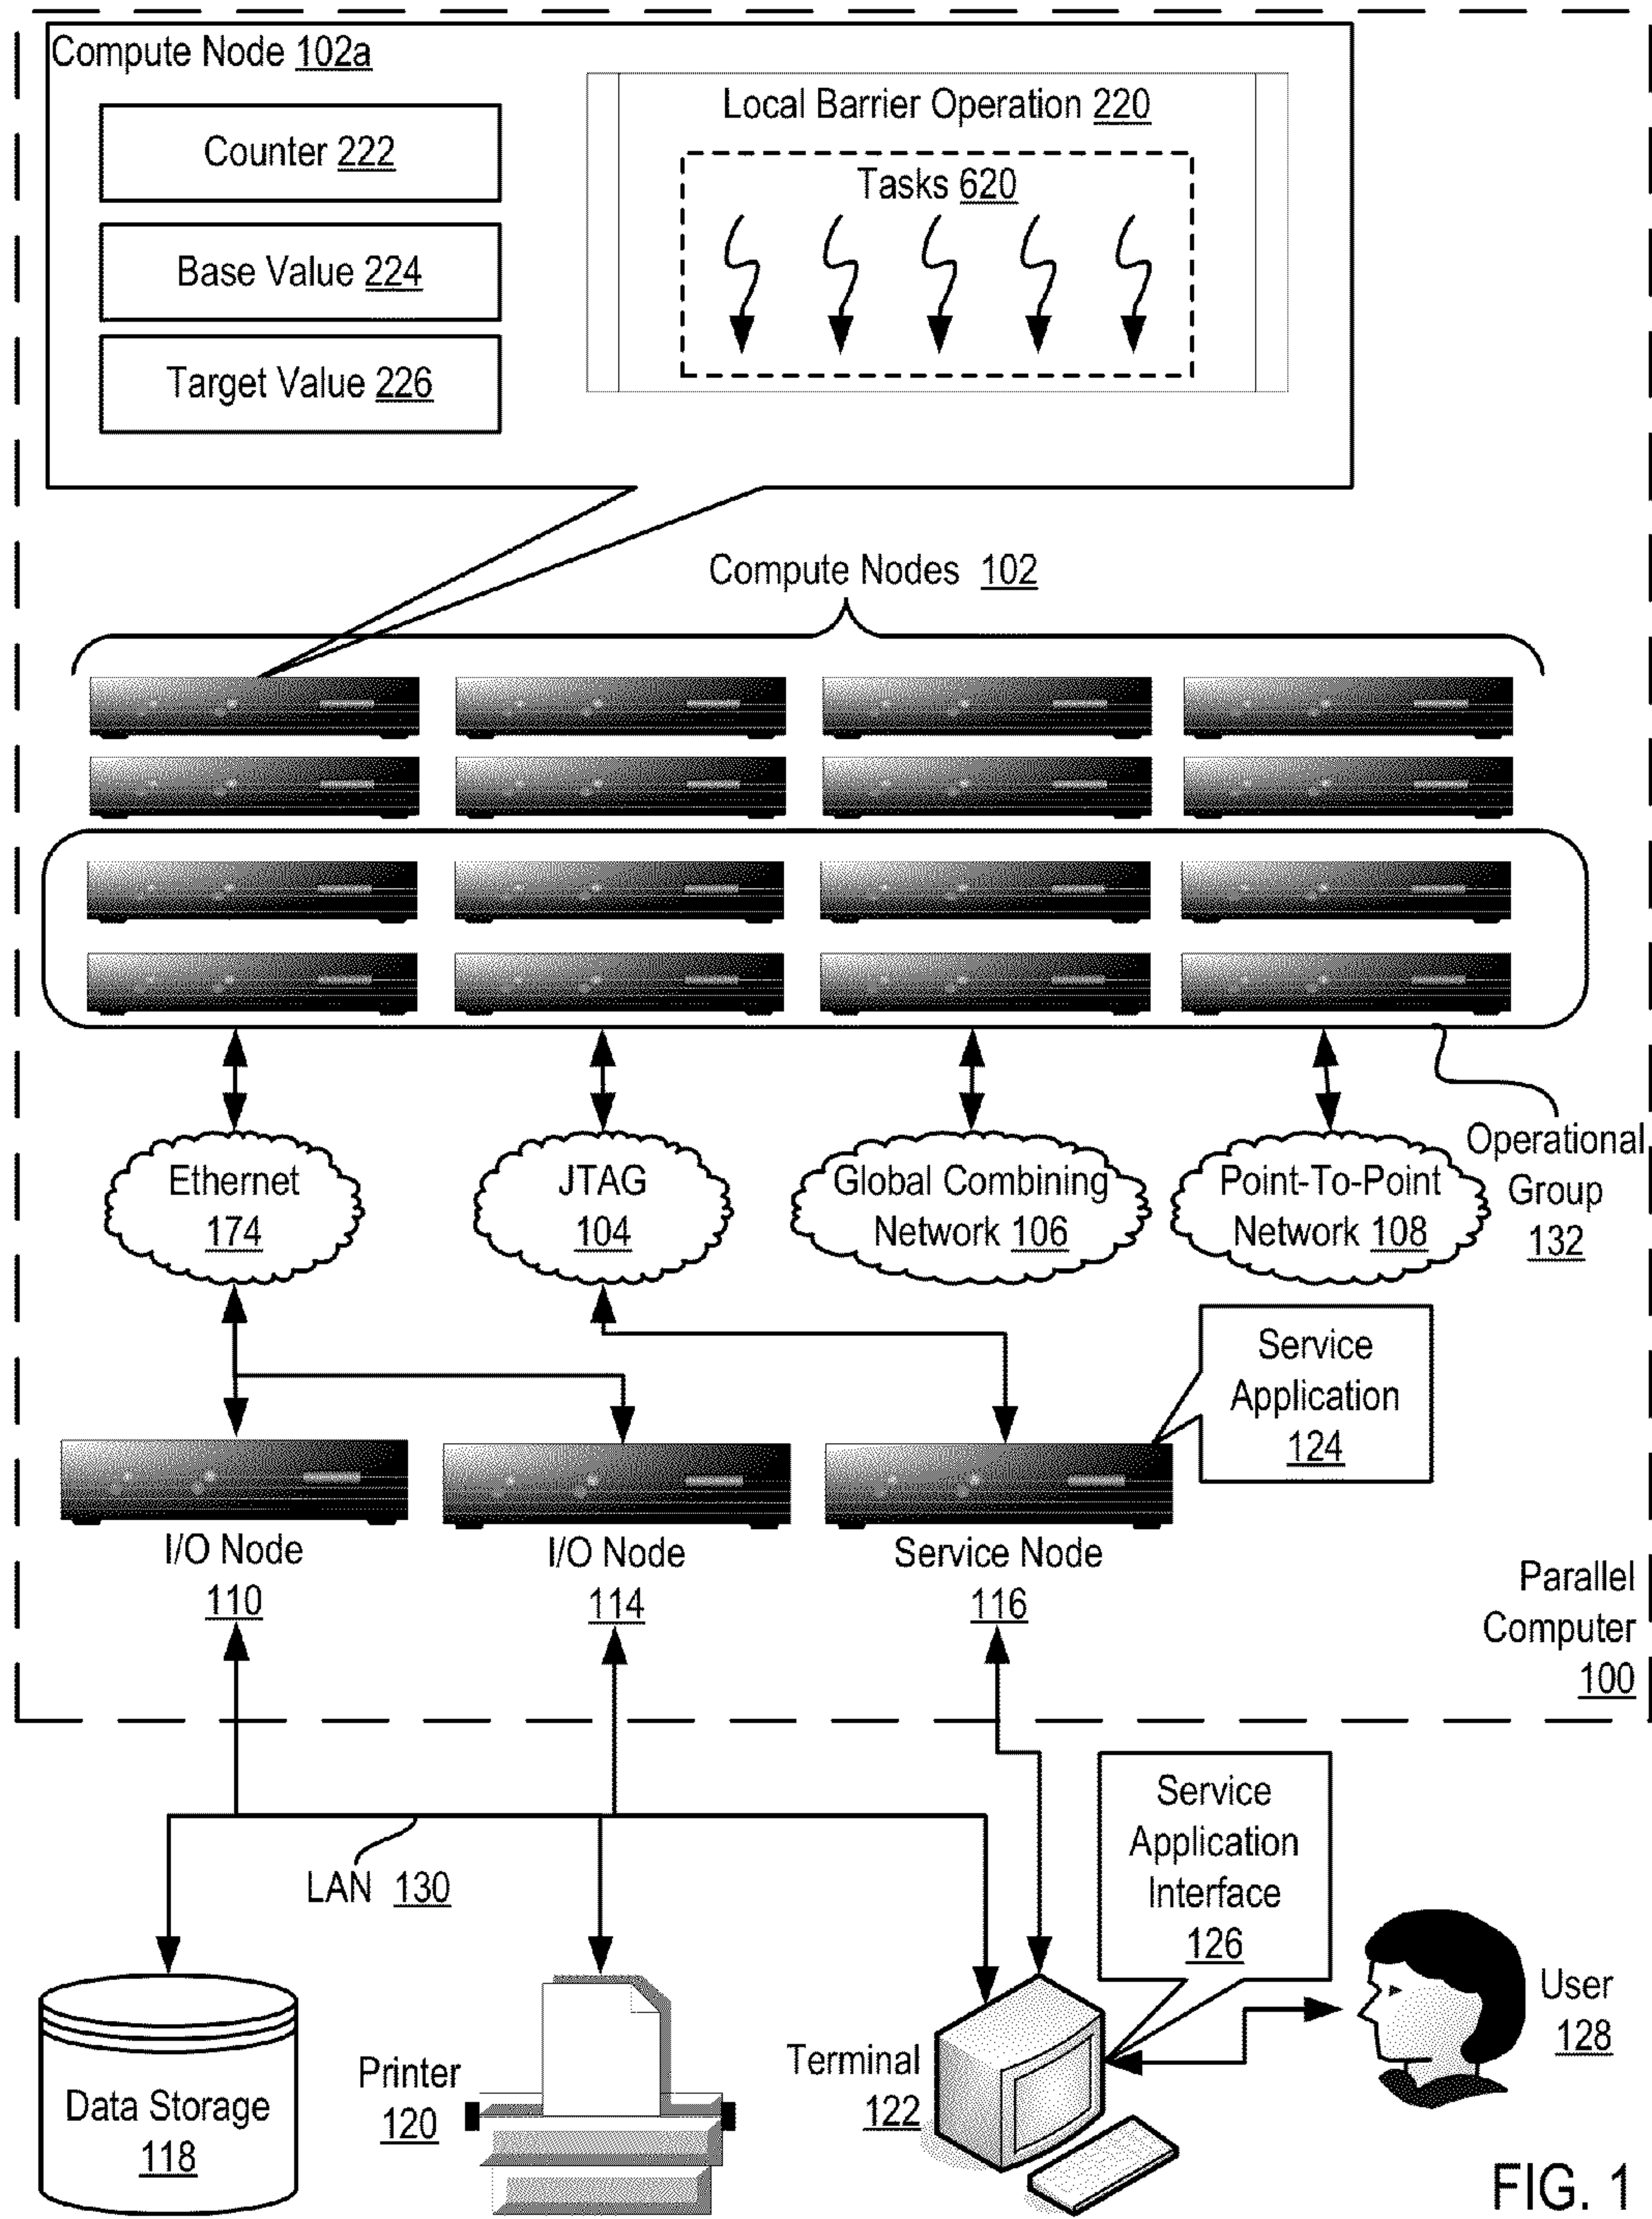 Compute Node 102a
Local Barrier Operation 220
Counter 222
Tasks 620
Base Value 224
Target Value 226
Compute Nodes 102
Ethernet
174
JTAG
104
Global Combining
Network 106
Point-To-Point
Network 108
Operational
Group
132
Service
Application
124
I/O Node
110
I/O Node
114
Service Node
116
Parallel
Computer
100
Service
Application
Interface
126
LAN 130
User
128
Data Storage
118
Printer
120
Terminal
122
FIG. 1